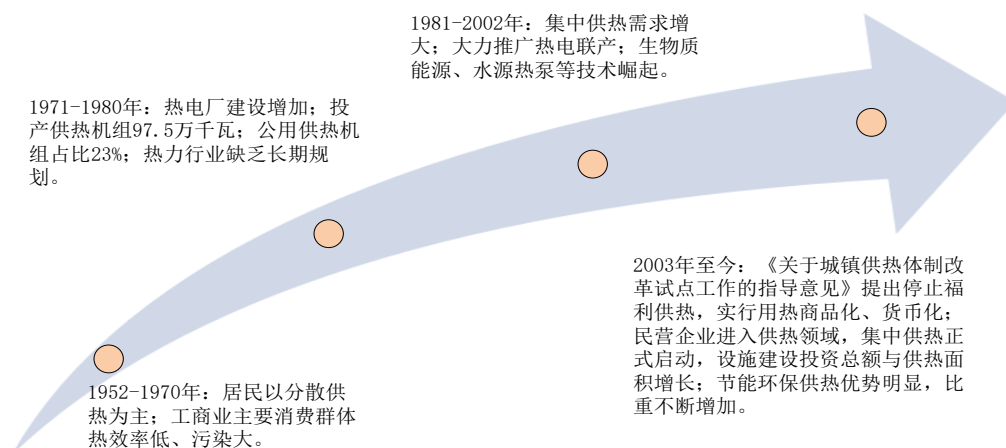 1952-1970年：居民以分散供
热为主；工商业主要消费群体
热效率低、污染大。
1971-1980年：热电厂建设增加；投
产供热机组97.5万千瓦；公用供热机
组占比23%；热力行业缺乏长期规
划。
1981-2002年：集中供热需求增
大；大力推广热电联产；生物质
能源、水源热泵等技术崛起。
2003年至今：《关于城镇供热体制改
革试点工作的指导意见》提出停止福
利供热，实行用热商品化、货币化；
民营企业进入供热领域，集中供热正
式启动，设施建设投资总额与供热面
积增长；节能环保供热优势明显，比
重不断增加。